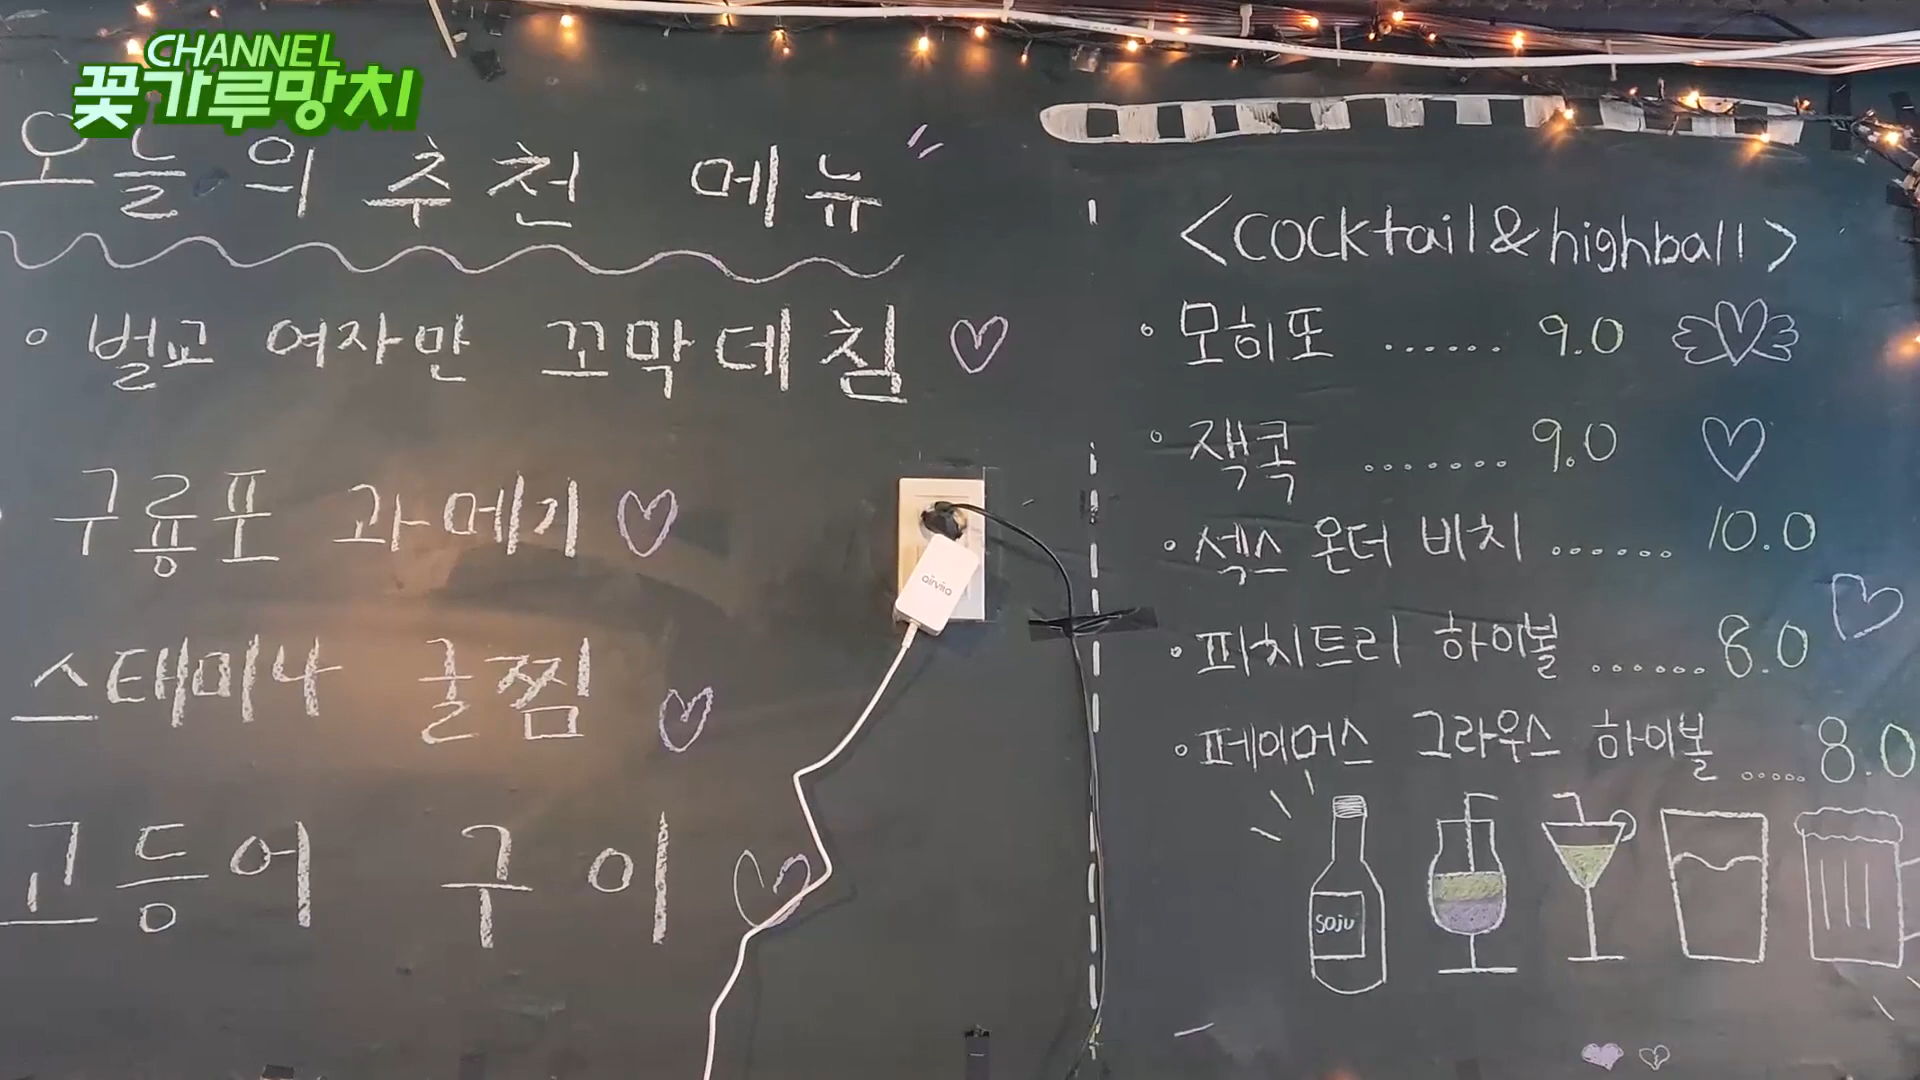 CHANNEL
꽃가루망치
오늘의 추천 메뉴
벌교 여자만 꼬막데침
구룡포 과메기
스태미나 굴찜
고등어 구이
airvita
<cocktail&highball>
모히또 ...... 9.0
잭콕 ....... 9.0
섹스 온더 비치 ...... 10.0
피치트리 하이볼 ....... 8.0
페이머스 그라우스 하이볼 ..... 8.0
soju